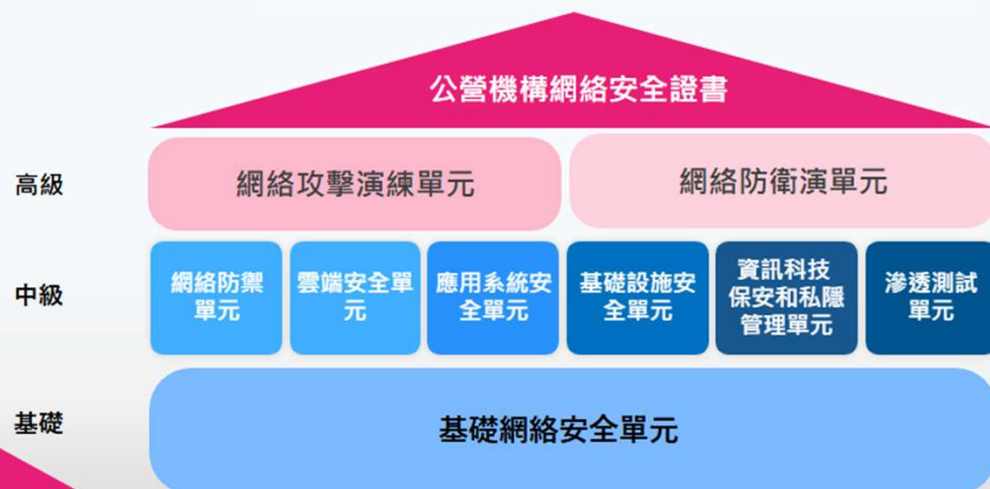 公營機構網絡安全證書
高級
網絡攻擊演練單元
網絡防衛演單元
中級
網絡防禦
單元
雲端安全單
元
應用系統安
全單元
基礎設施安
全單元
資訊科技
保安和私隱
管理單元
滲透測試
單元
基礎
基礎網絡安全單元